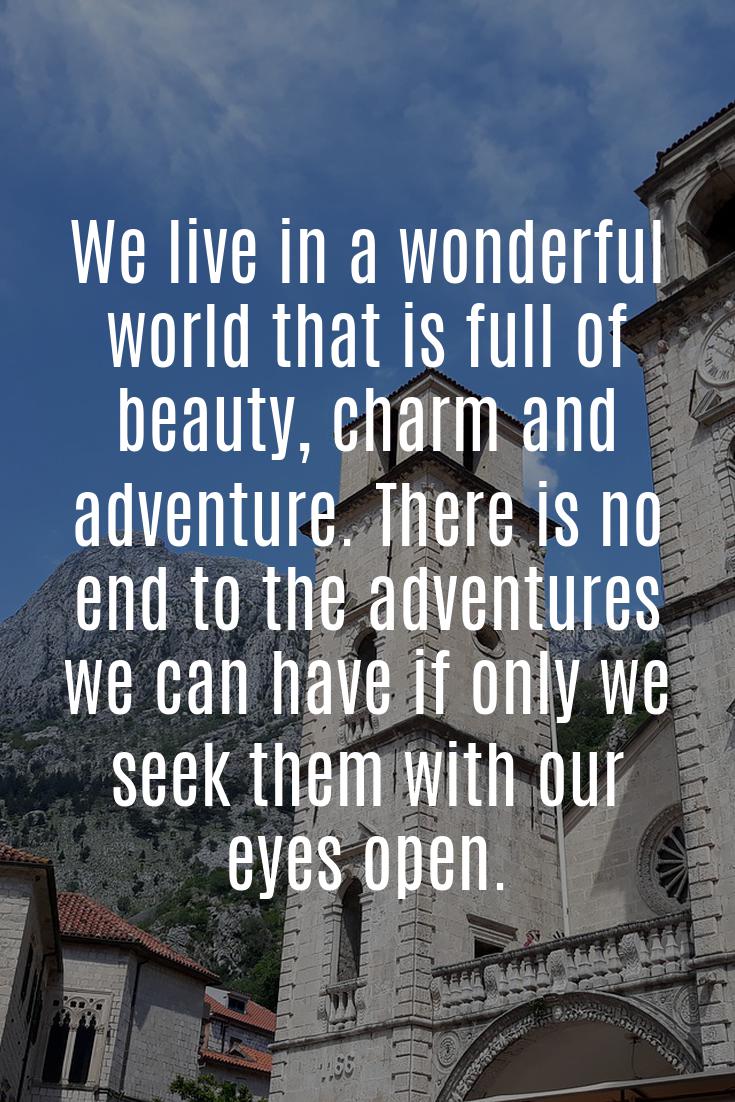 We live in a wonderful
world that is full of
beauty, charm and
adventure. There is no
end to the adventures
we can have if only we
seek them with our
eyes open.
1166